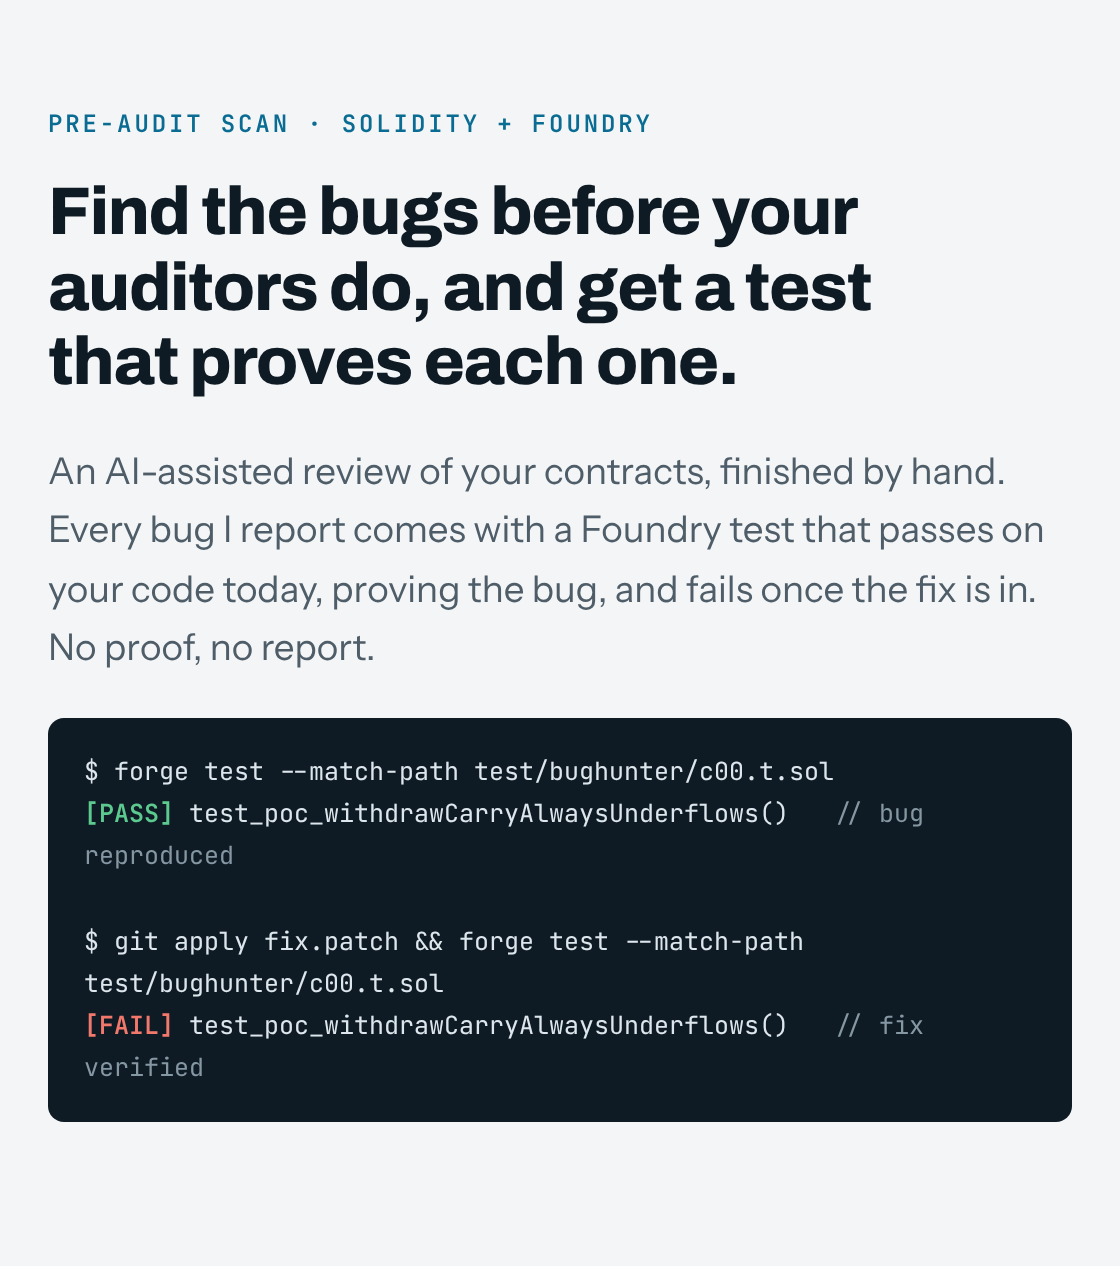 PRE-AUDIT SCAN · SOLIDITY + FOUNDRY
Find the bugs before your
auditors do, and get a test
that proves each one.
An AI-assisted review of your contracts, finished by hand.
Every bug I report comes with a Foundry test that passes on
your code today, proving the bug, and fails once the fix is in.
No proof, no report.
$ forge test --match-path test/bughunter/c00.t.sol
[PASS] test_poc_withdrawCarryAlwaysUnderflows()   // bug
reproduced
$ git apply fix.patch && forge test --match-path
test/bughunter/c00.t.sol
[FAIL] test_poc_withdrawCarryAlwaysUnderflows()   // fix
verified